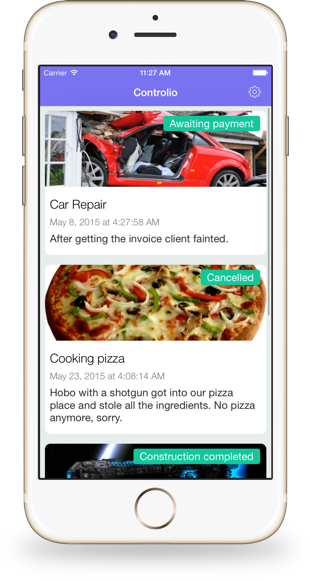 Carrier 11:27 AM
Controlio
Awaiting payment
Car Repair
May 8, 2015 at 4:27:58 AM
After getting the invoice client fainted.
Cancelled
Cooking pizza
May 23, 2015 at 4:08:14 AM
Hobo with a shotgun got into our pizza
place and stole all the ingredients. No pizza
anymore, sorry.
Construction completed